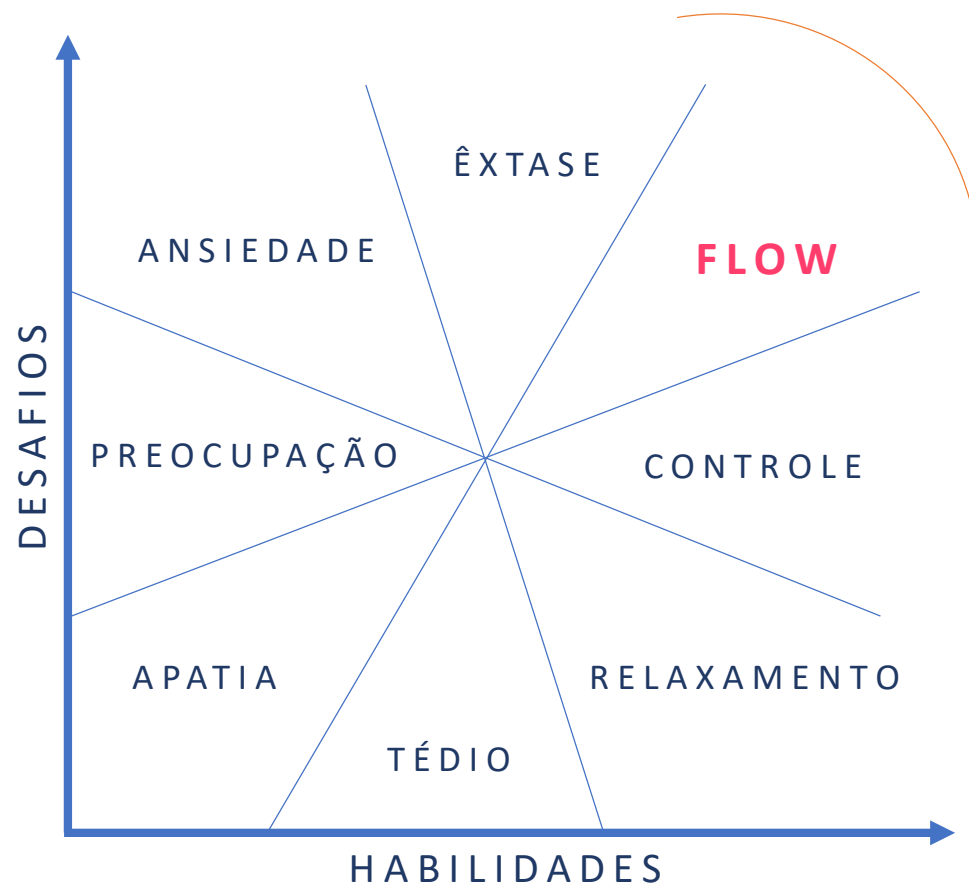 ÊXTASE
ANSIEDADE
FLOW
DESAFIOS
PREOCUPAÇÃO
CONTROLE
APATIA
RELAXAMENTO
TÉDIO
HABILIDADES